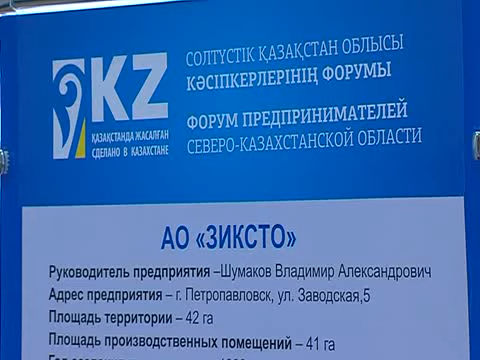 KZ
ҚАЗАҚСТАНДА ЖАСАЛҒАН
СДЕЛАНО В КАЗАХСТАНЕ
СОЛТҮСТІК ҚАЗАҚСТАН ОБЛЫСЫ
КӘСІПКЕРЛЕРІНІҢ ФОРУМЫ
ФОРУМ ПРЕДПРИНИМАТЕЛЕЙ
СЕВЕРО-КАЗАХСТАНСКОЙ ОБЛАСТИ
АО «ЗИКСТО»
Руководитель предприятия –Шумаков Владимир Александрович
Адрес предприятия – г. Петропавловск, ул. Заводская,5
Площадь территории – 42 га
Площадь производственных помещений – 41 га